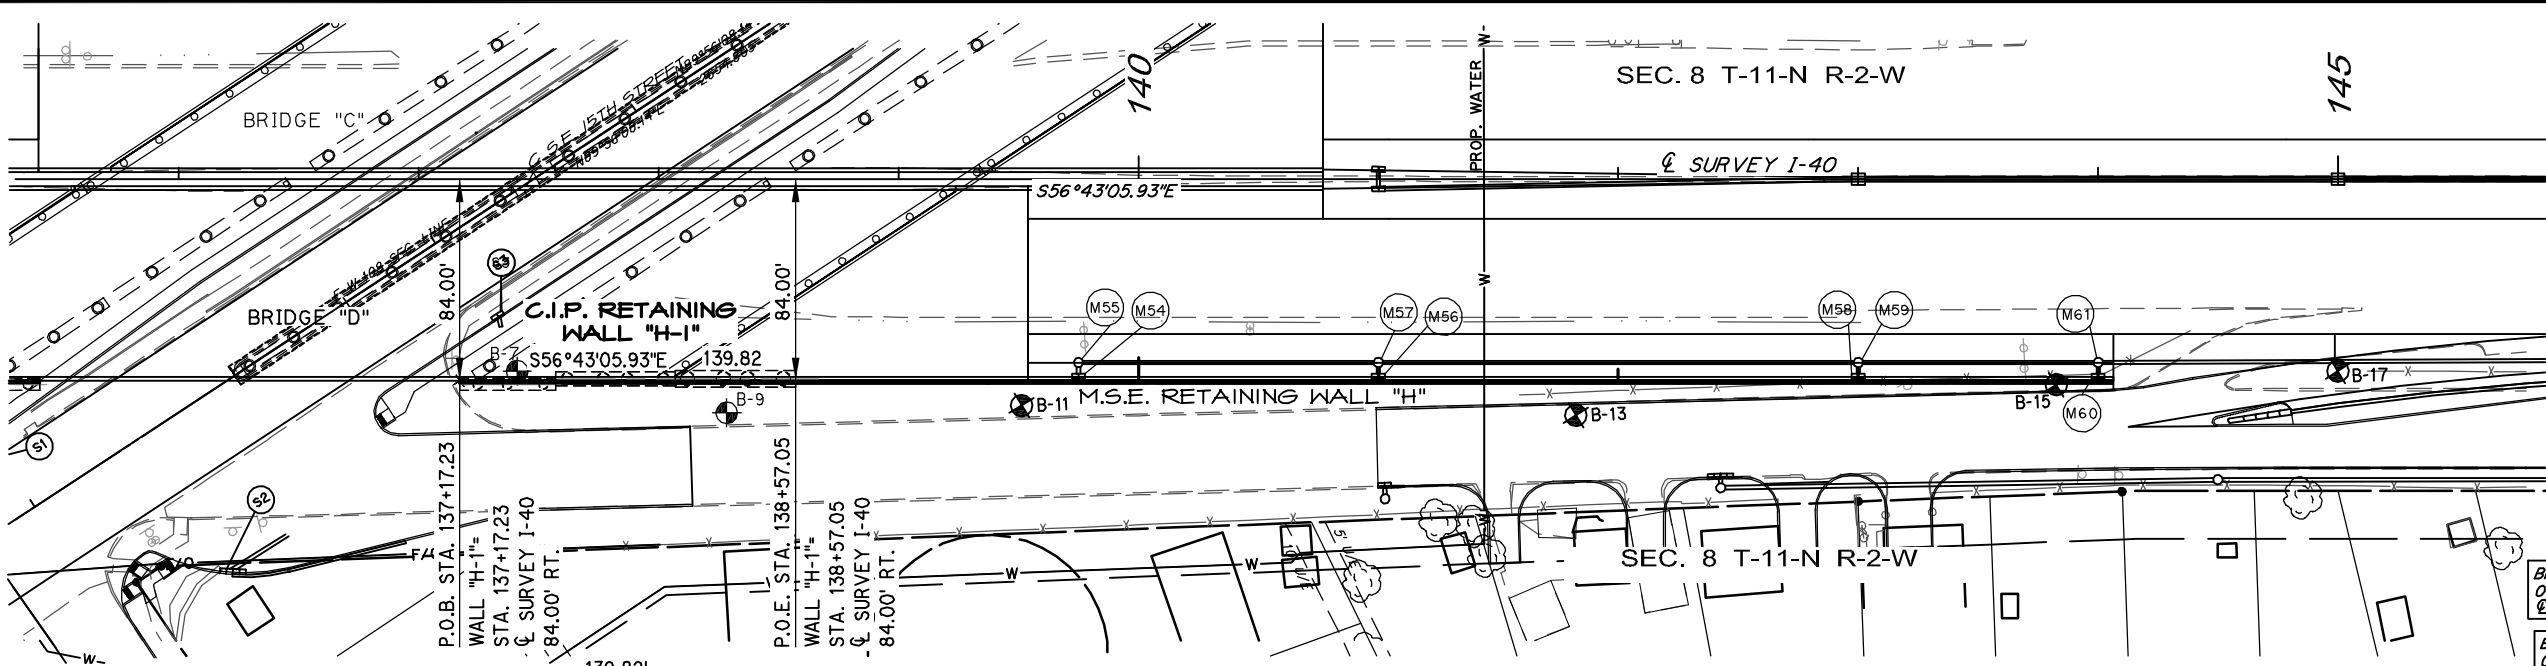 BRIDGE "C"
C.S.E. 15TH STREET
140
PROP. WATER
W
SEC. 8 T-11-N R-2-W
145
℄ SURVEY I-40
S56°43'05.93"E
W
84.00'
84.00'
BRIDGE "D"
C.I.P. RETAINING
WALL "H-1"
B-7
S56°43'05.93"E
139.82
M55
M54
M57
M56
M58
M59
M61
B-9
B-11
M.S.E. RETAINING WALL "H"
B-13
B-15
M60
B-17
S1
S2
P.O.B. STA. 137+17.23
WALL "H-1"=
STA. 137+17.23
℄ SURVEY I-40
84.00' RT.
P.O.E. STA. 138+57.05
WALL "H-1"=
STA. 138+57.05
℄ SURVEY I-40
84.00' RT.
W
W
W
SEC. 8 T-11-N R-2-W
W